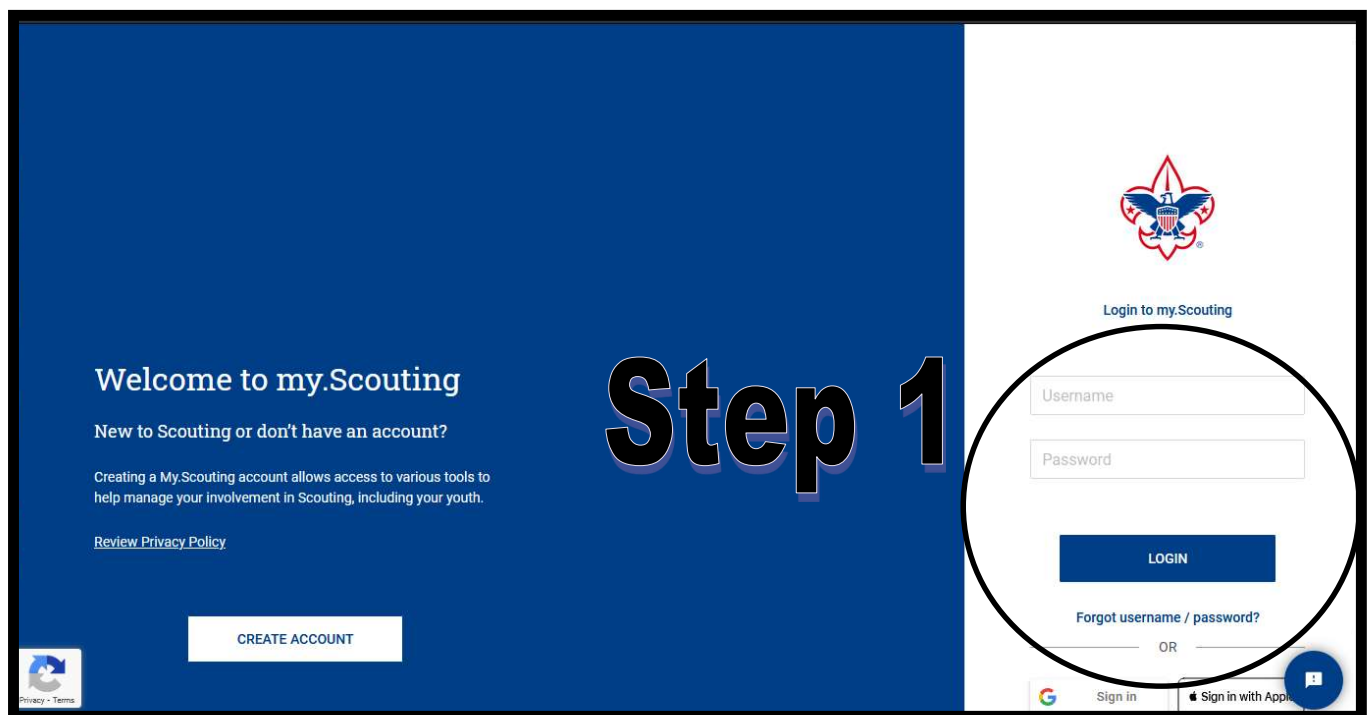 Welcome to my.Scouting
New to Scouting or don't have an account?
Creating a My.Scouting account allows access to various tools to
help manage your involvement in Scouting, including your youth.
Review Privacy Policy
CREATE ACCOUNT
Privacy - Terms
Step 1
®
Login to my.Scouting
Username
Password
LOGIN
Forgot username / password?
OR
G Sign in
Sign in with Appl